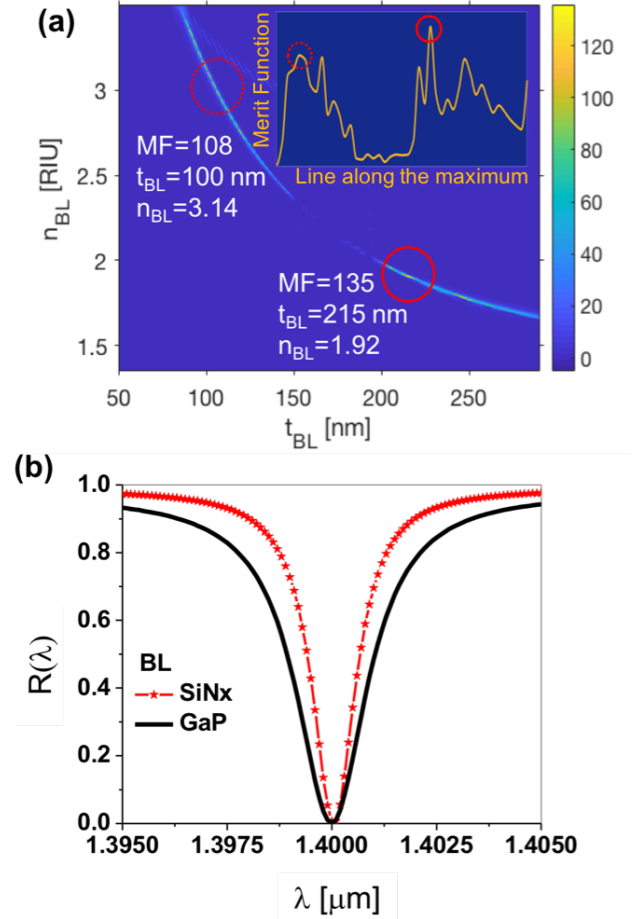 (a)
Merit Function
Line along the maximum
MF=108
t_BL=100 nm
n_BL=3.14
MF=135
t_BL=215 nm
n_BL=1.92
n_BL [RIU]
3
2.5
2
1.5
50
100
150
200
250
t_BL [nm]
120
100
80
60
40
20
0
(b)
R(λ)
1.0
0.8
0.6
0.4
0.2
0.0
BL
SiNx
GaP
1.3950
1.3975
1.4000
1.4025
1.4050
λ [μm]